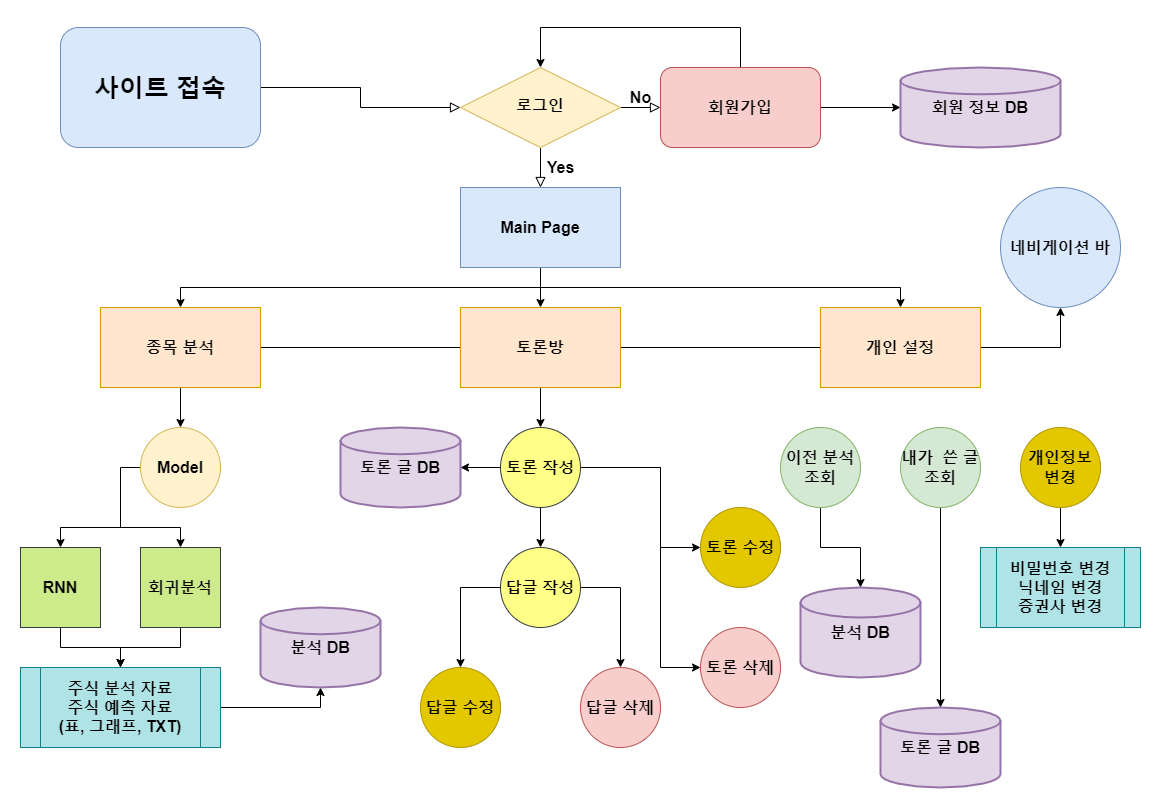 사이트 접속
로그인
No
회원가입
회원 정보 DB
Yes
Main Page
네비게이션 바
종목 분석
토론방
개인 설정
Model
토론 글 DB
토론 작성
이전 분석
조회
내가 쓴 글
조회
개인정보
변경
RNN
회귀분석
답글 작성
토론 수정
비밀번호 변경
닉네임 변경
증권사 변경
분석 DB
분석 DB
토론 삭제
주식 분석 자료
주식 예측 자료
(표, 그래프, TXT)
답글 수정
답글 삭제
토론 글 DB